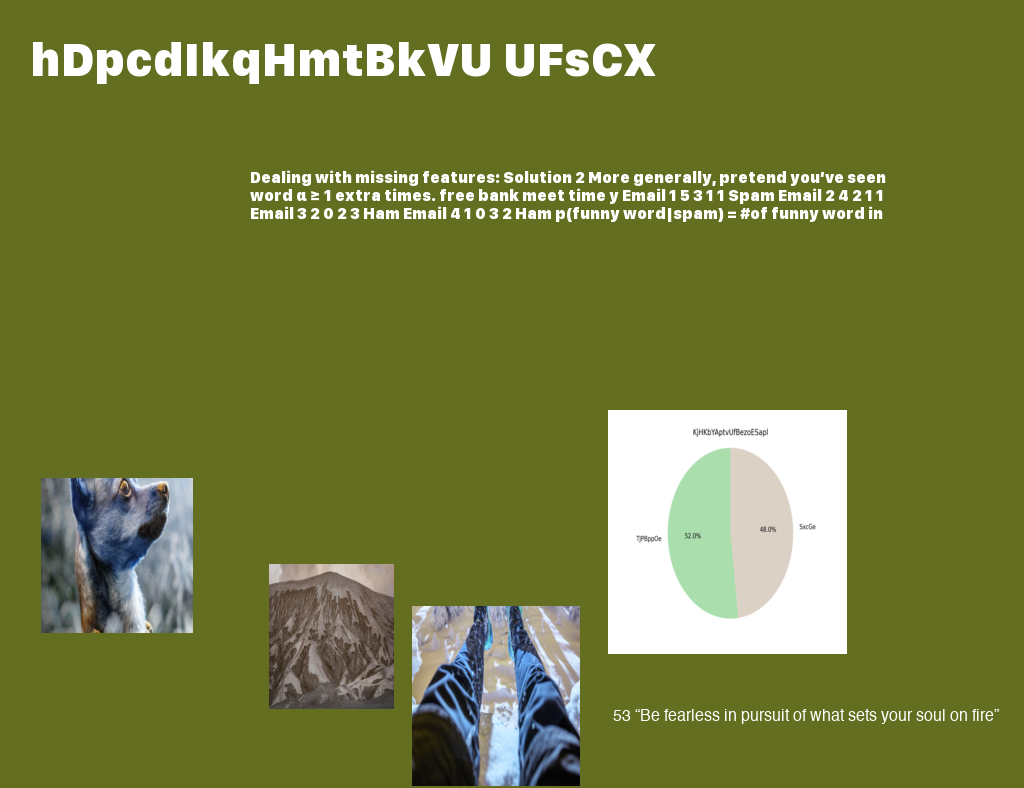 hDpcdIkqHmtBkVU UFsCX
Dealing with missing features: Solution 2 More generally, pretend you’ve seen
word α ≥ 1 extra times. free bank meet time y Email 1 5 3 1 1 Spam Email 2 4 2 1 1
Email 3 2 0 2 3 Ham Email 4 1 0 3 2 Ham p(funny word|spam) = #of funny word in
KjHKbYAptvUfBezoESapl
TJPBppOe
52.0%
48.0%
SxcGe
53 “Be fearless in pursuit of what sets your soul on fire”